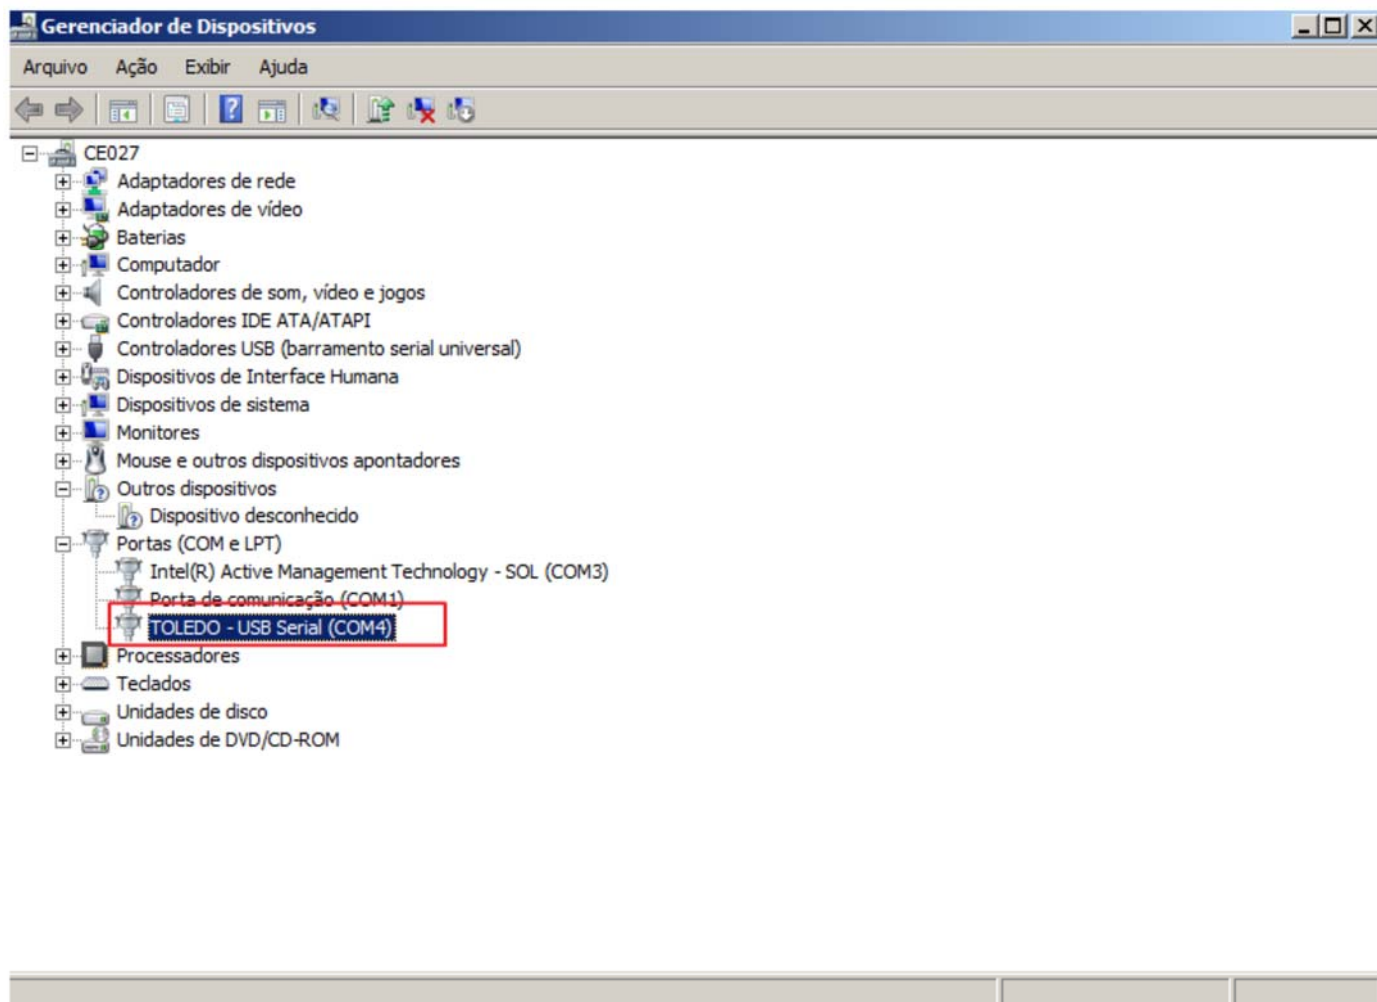 Gerenciador de Dispositivos
Arquivo Ação Exibir Ajuda
CE027
Adaptadores de rede
Adaptadores de vídeo
Baterias
Computador
Controladores de som, vídeo e jogos
Controladores IDE ATA/ATAPI
Controladores USB (barramento serial universal)
Dispositivos de Interface Humana
Dispositivos de sistema
Monitores
Mouse e outros dispositivos apontadores
Outros dispositivos
Dispositivo desconhecido
Portas (COM e LPT)
Intel(R) Active Management Technology - SOL (COM3)
Porta de comunicação (COM1)
TOLEDO - USB Serial (COM4)
Processadores
Teclados
Unidades de disco
Unidades de DVD/CD-ROM